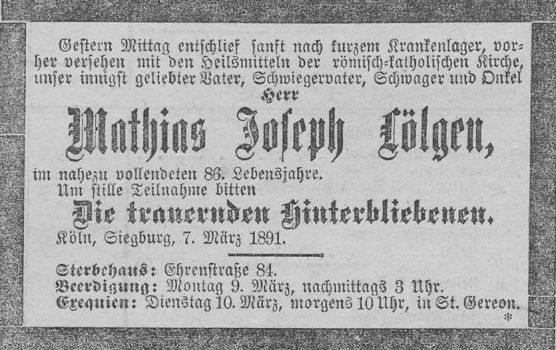 Gestern Mittag entschlief sanft nach kurzem Krankenlager, vor-
her versehen mit den Heilsmitteln der römisch-katholischen Kirche,
unser innigst geliebter Vater, Schwiegervater, Schwager und Onkel
Herr
Mathias Joseph Lölgen,
im nahezu vollendeten 86. Lebensjahre.
Um stille Teilnahme bitten
Die trauernden Hinterbliebenen.
Köln, Siegburg, 7. März 1891.
Sterbehaus: Ehrenstraße 84.
Beerdigung: Montag 9. März, nachmittags 3 Uhr.
Exequien: Dienstag 10. März, morgens 10 Uhr, in St. Gereon.
*